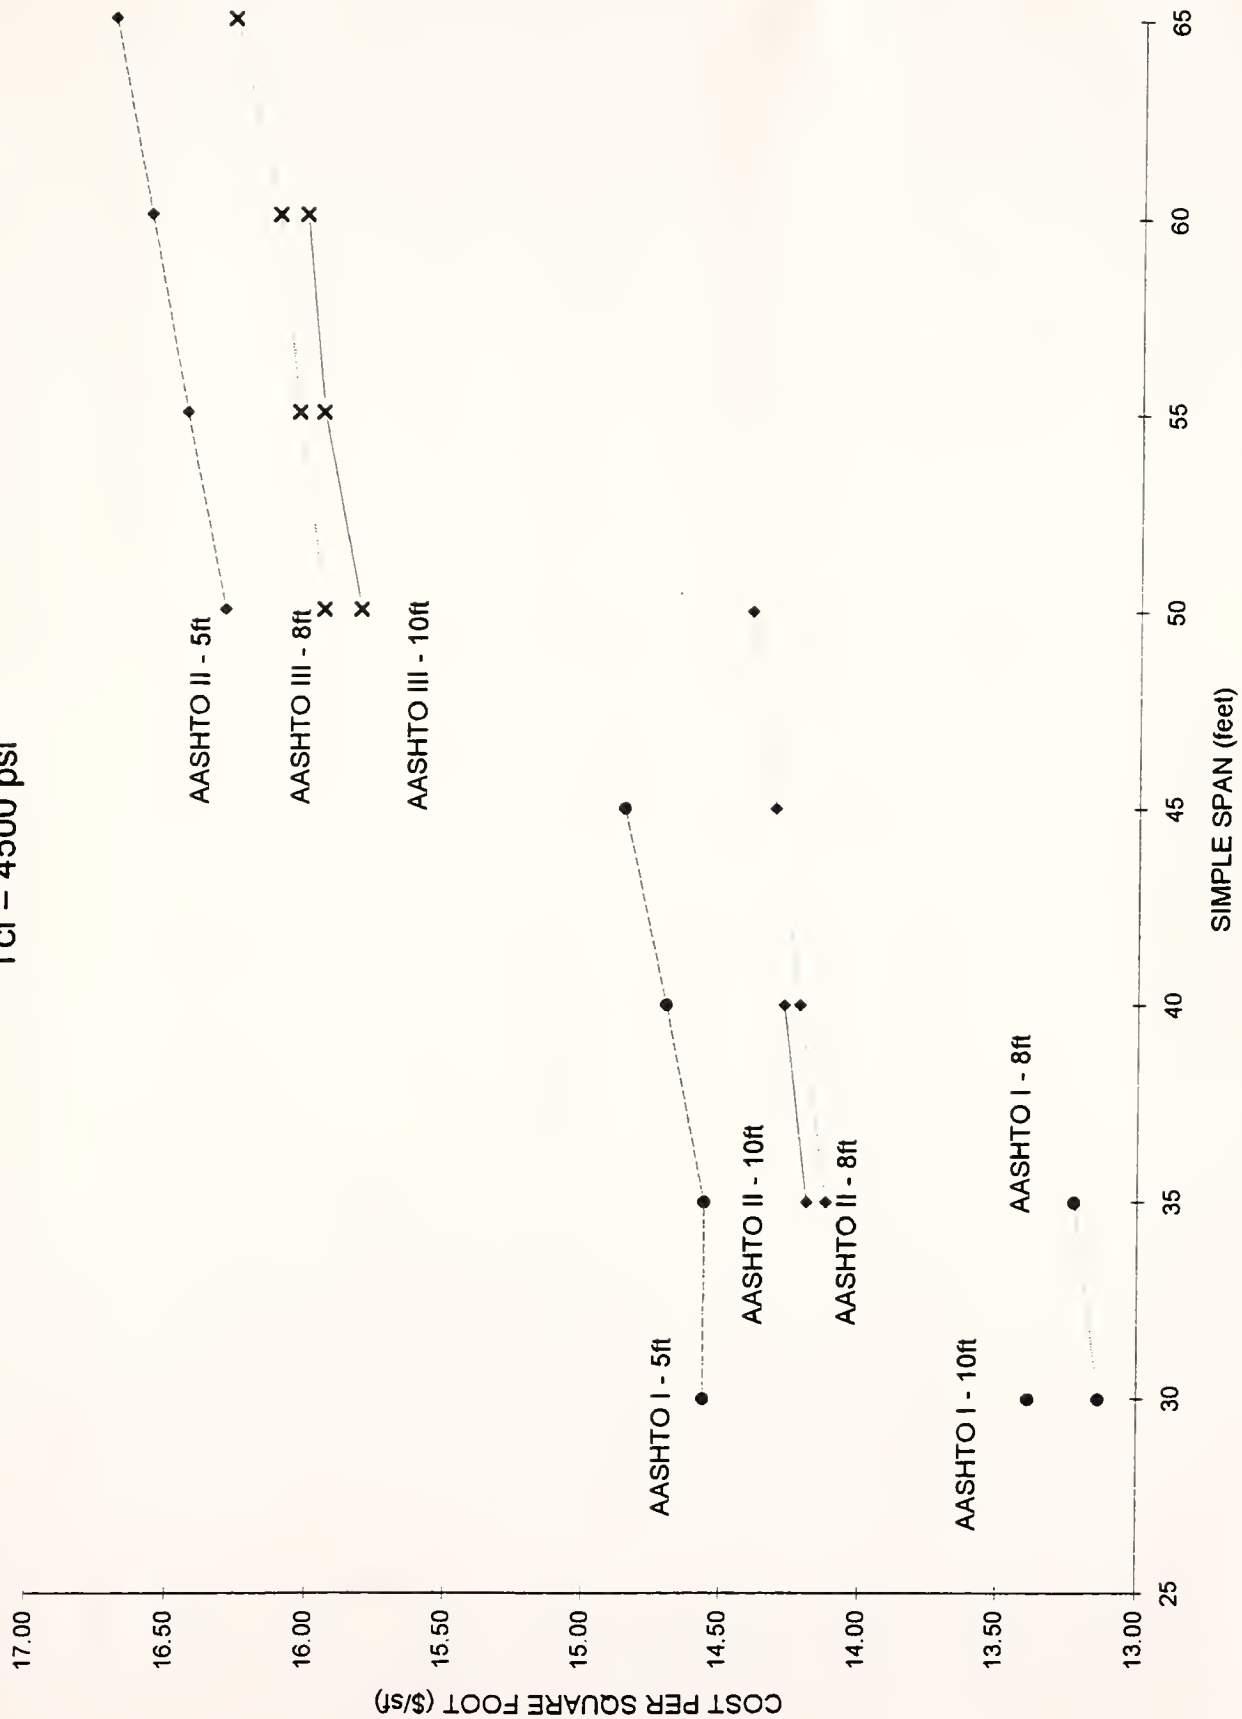 = 4500 psi
17.00
16.50
16.00
15.50
15.00
14.50
14.00
13.50
13.00
COST PER SQUARE FOOT ($/sf)
25
30
35
40
45
50
55
60
65
SIMPLE SPAN (feet)
AASHTO I - 5ft
AASHTO I - 10ft
AASHTO I - 8ft
AASHTO II - 10ft
AASHTO II - 8ft
AASHTO II - 5ft
AASHTO III - 8ft
AASHTO III - 10ft